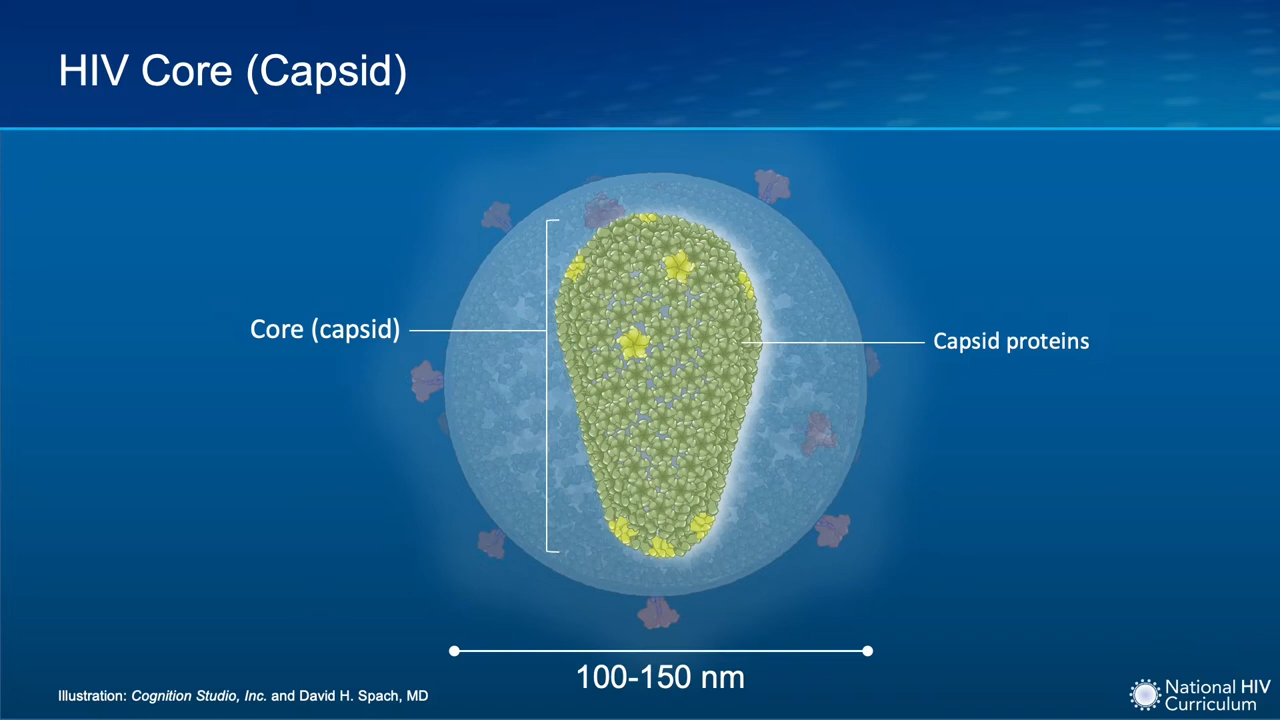 HIV Core (Capsid)
Core (capsid)
Capsid proteins
100-150 nm
Illustration: Cognition Studio, Inc. and David H. Spach, MD
National HIV
Curriculum